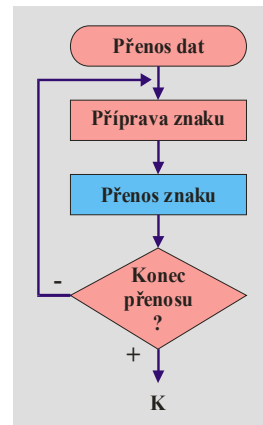 Přenos dat
Příprava znaku
Přenos znaku
Konec
přenosu
?
-
+
K